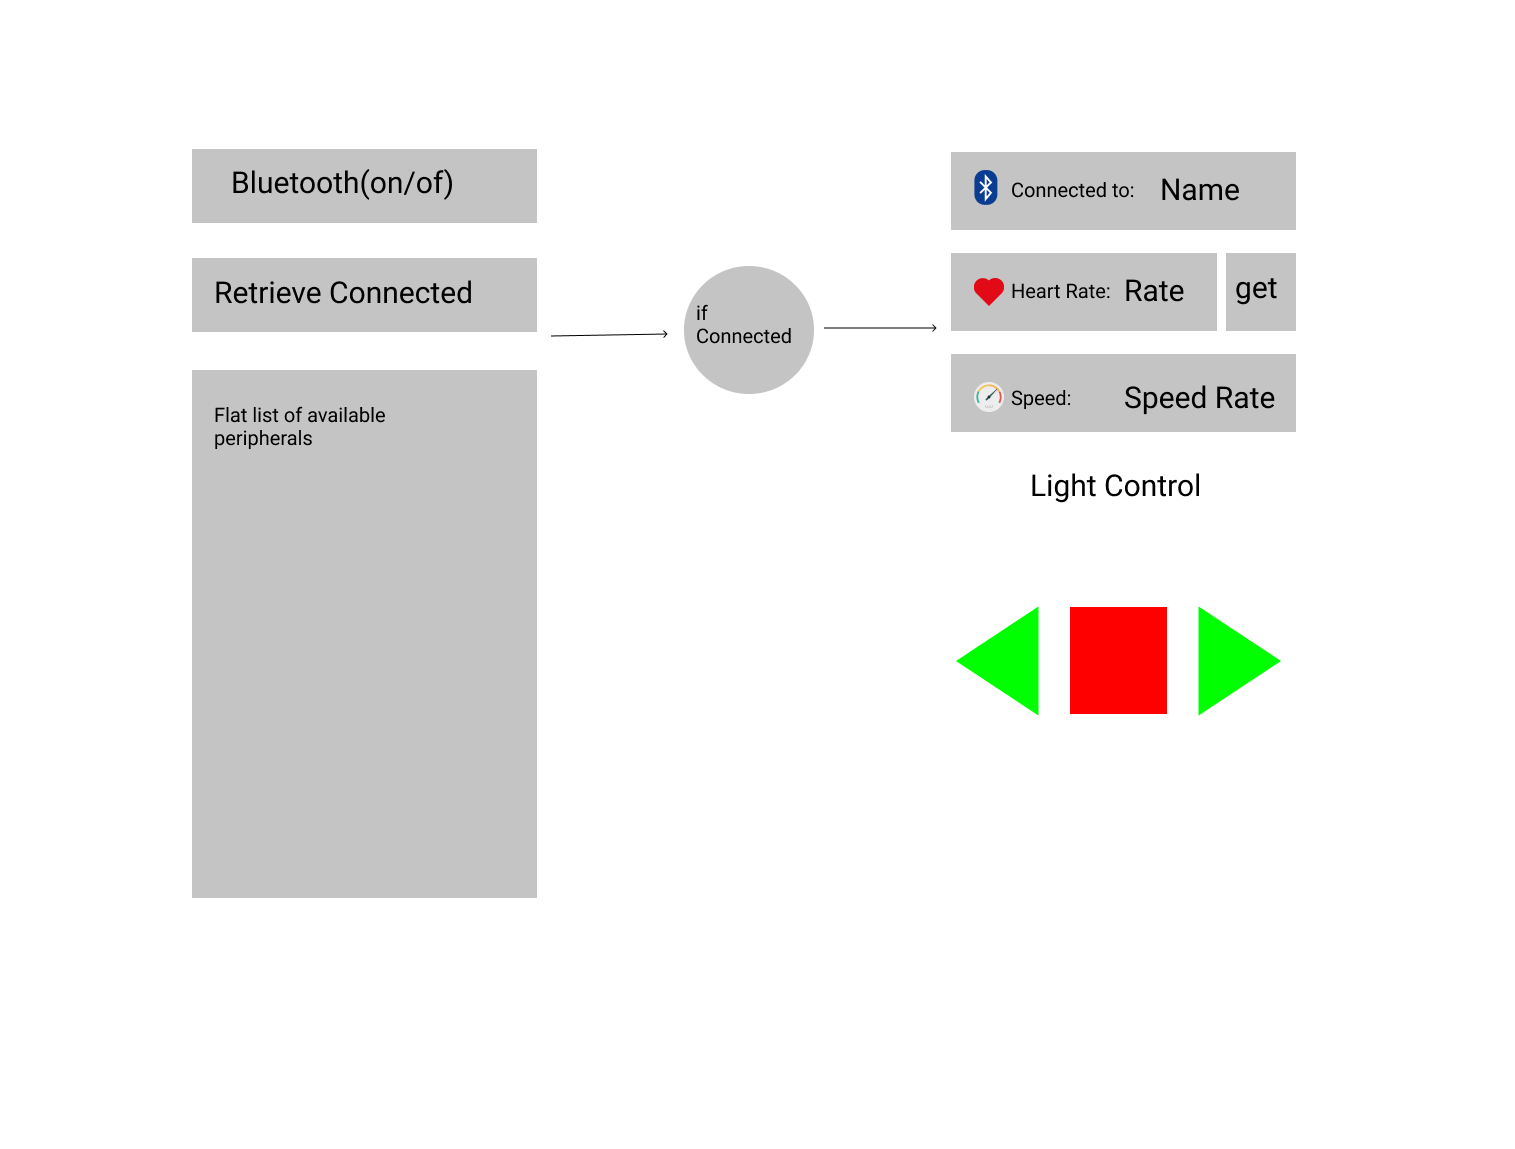 Bluetooth(on/of)
Retrieve Connected
Flat list of available
peripherals
if
Connected
Connected to: Name
Heart Rate: Rate get
Speed: Speed Rate
Light Control